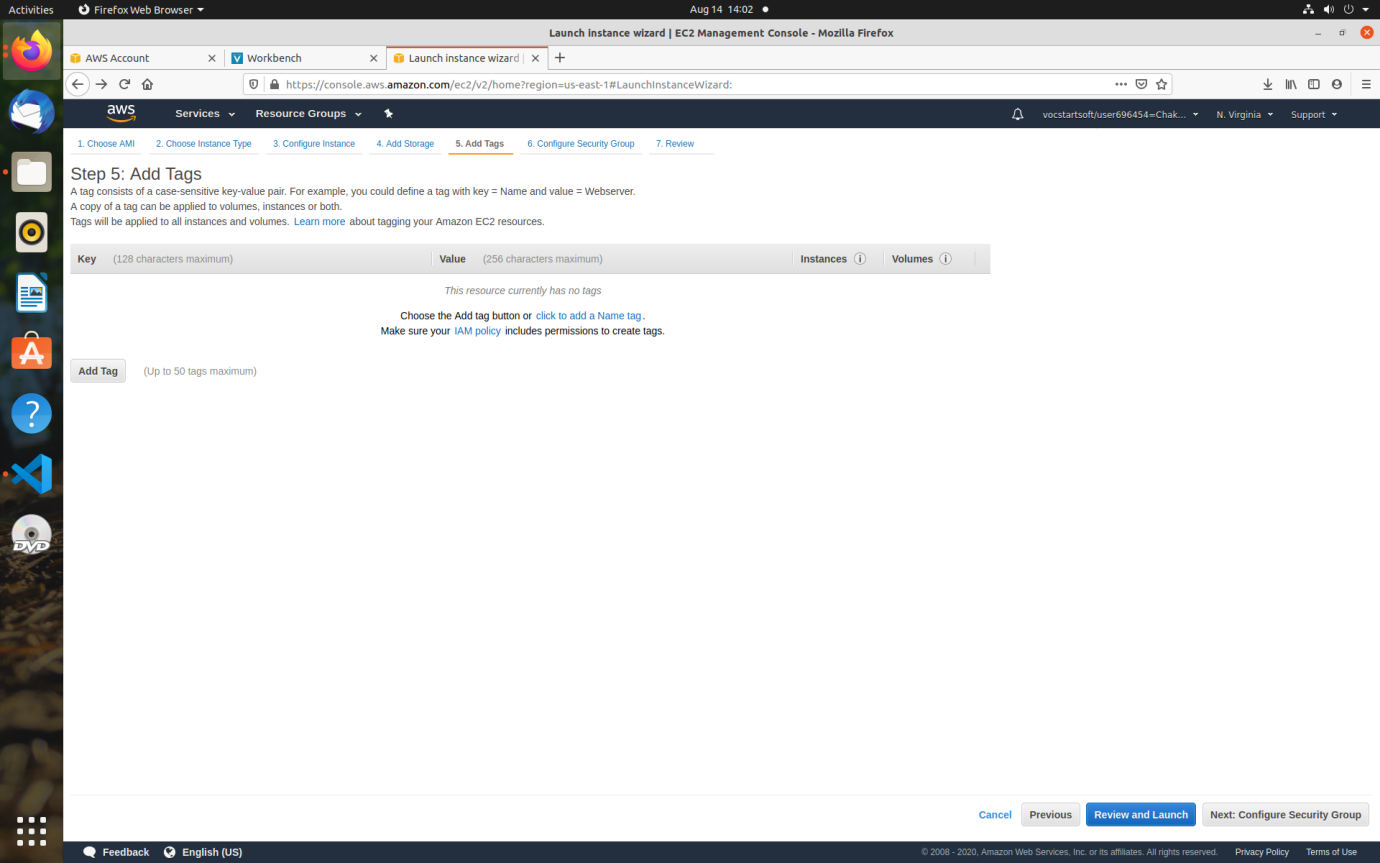 Activities Firefox Web Browser Aug 14 14:02
Launch instance wizard | EC2 Management Console - Mozilla Firefox
AWS Account Workbench Launch instance wizard |
https://console.aws.amazon.com/ec2/v2/home?region=us-east-1#LaunchInstanceWizard:
aws Services Resource Groups vocstartsoft/user696454=Chak... N. Virginia Support
1. Choose AMI 2. Choose Instance Type 3. Configure Instance 4. Add Storage 5. Add Tags 6. Configure Security Group 7. Review
Step 5: Add Tags
A tag consists of a case-sensitive key-value pair. For example, you could define a tag with key = Name and value = Webserver.
A copy of a tag can be applied to volumes, instances or both.
Tags will be applied to all instances and volumes. Learn more about tagging your Amazon EC2 resources.
Key (128 characters maximum) Value (256 characters maximum) Instances i Volumes i
This resource currently has no tags
Choose the Add tag button or click to add a Name tag.
Make sure your IAM policy includes permissions to create tags.
Add Tag (Up to 50 tags maximum)
DVD
Cancel Previous Review and Launch Next: Configure Security Group
Feedback English (US) © 2008 - 2020, Amazon Web Services, Inc. or its affiliates. All rights reserved. Privacy Policy Terms of Use